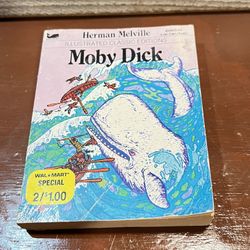 Herman Melville
ILLUSTRATED CLASSIC EDITIONS
Moby Dick
WAL★MART
SPECIAL
2/$1.00